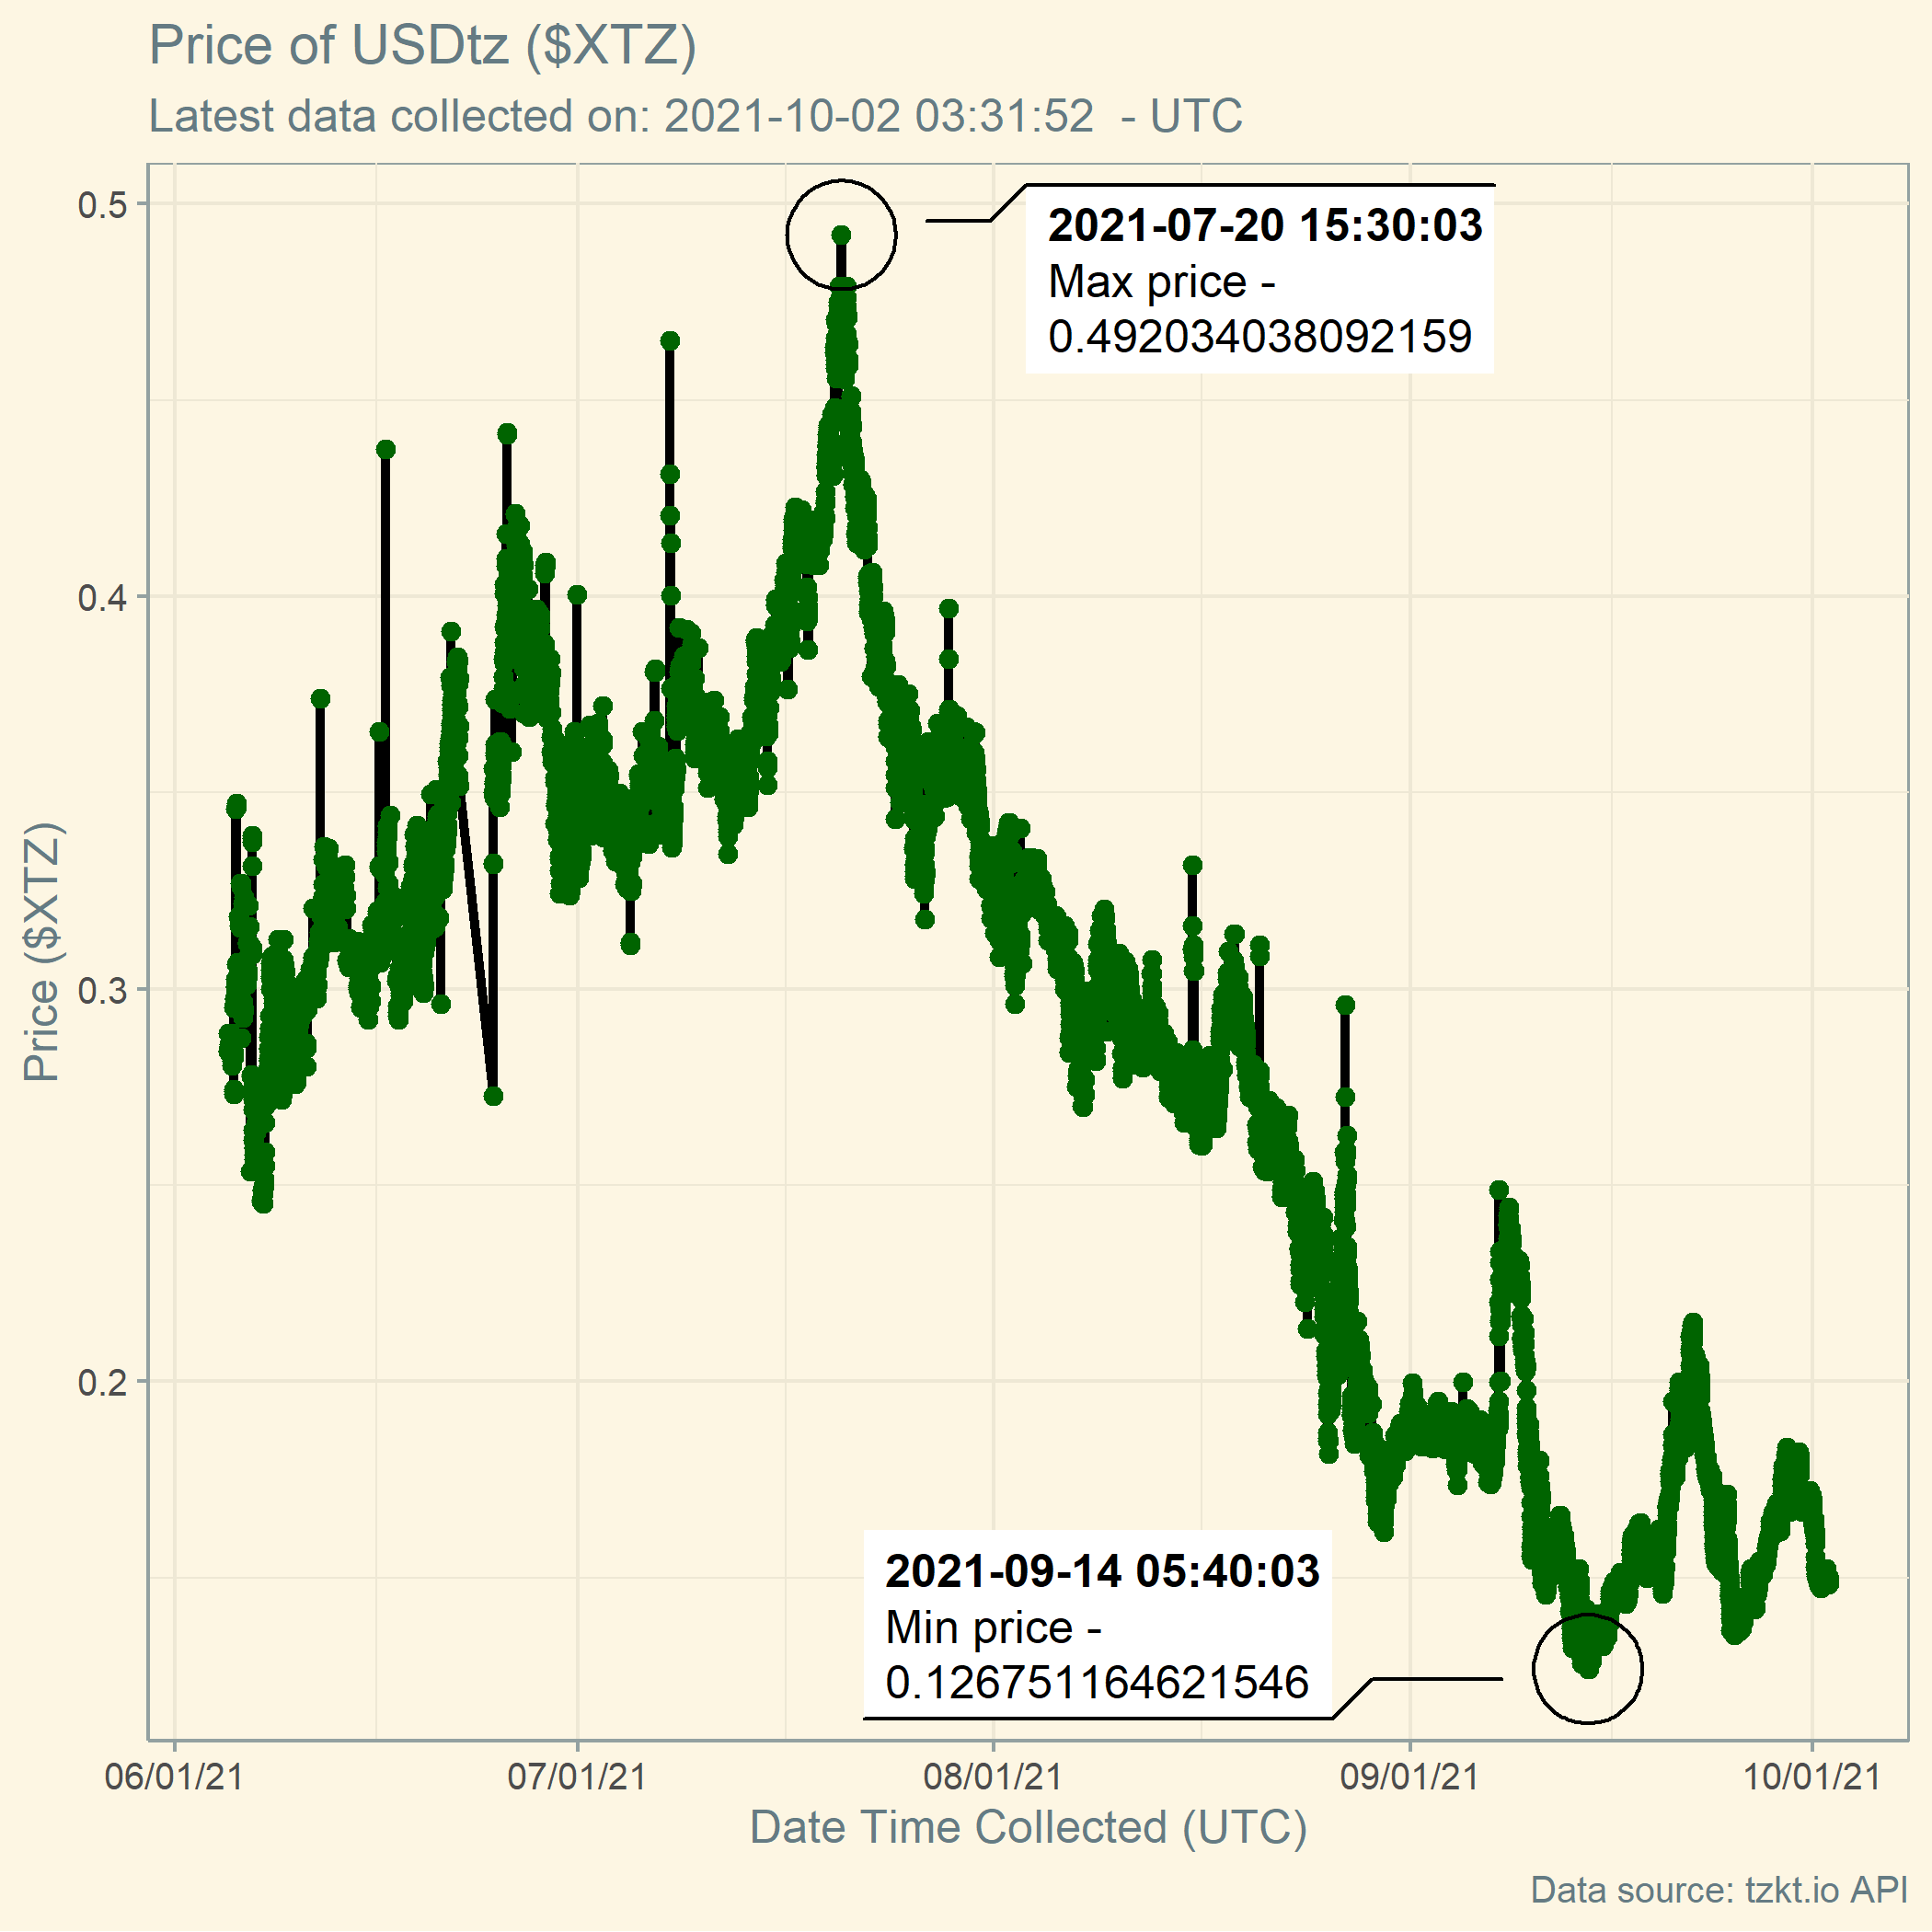 Price of USDtz ($XTZ)
Latest data collected on: 2021-10-02 03:31:52  - UTC
0.5
0.4
0.3
0.2
Price ($XTZ)
2021-07-20 15:30:03
Max price -
0.492034038092159
2021-09-14 05:40:03
Min price -
0.126751164621546
06/01/21
07/01/21
08/01/21
09/01/21
10/01/21
Date Time Collected (UTC)
Data source: tzkt.io API